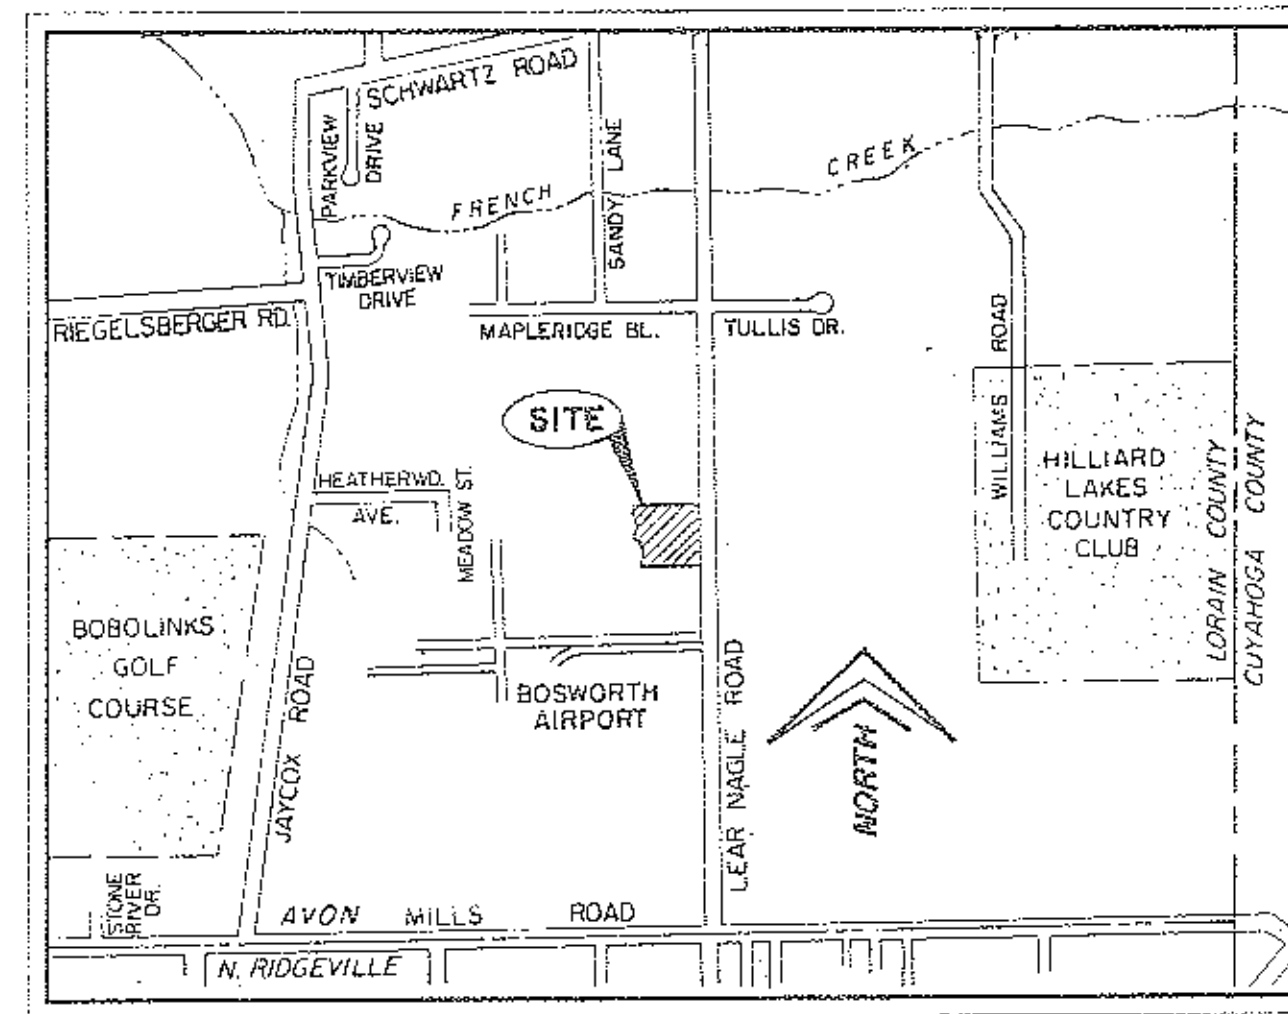 SCHWARTZ ROAD
PARKVIEW
DRIVE
SANDY LANE
FRENCH
CREEK
TIMBERVIEW
DRIVE
RIEGELSBERGER RD.
MAPLERIDGE BL.
TULLIS DR.
WILLIAMS ROAD
SITE
HEATHERWD.
AVE.
MEADOW ST.
HILLIARD
LAKES
COUNTRY
CLUB
LORAIN COUNTY
CUYAHOGA COUNTY
BOBOLINKS
GOLF
COURSE
JAYCOX ROAD
BOSWORTH
AIRPORT
LEAR NAGLE ROAD
NORTH
STONE
RIVER
DR.
AVON MILLS ROAD
N. RIDGEVILLE